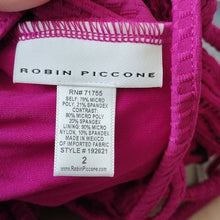 ROBIN PICCONE
RN# 71755
SELF: 79% MICRO
POLY, 21% SPANDEX
CONTRAST:
80% MICRO POLY
20% SPANDEX
LINING: 90% MICRO
NYLON, 10% SPANDEX
MADE IN MEXICO
OF IMPORTED FABRIC
STYLE # 192621
2
www.RobinPiccone.com